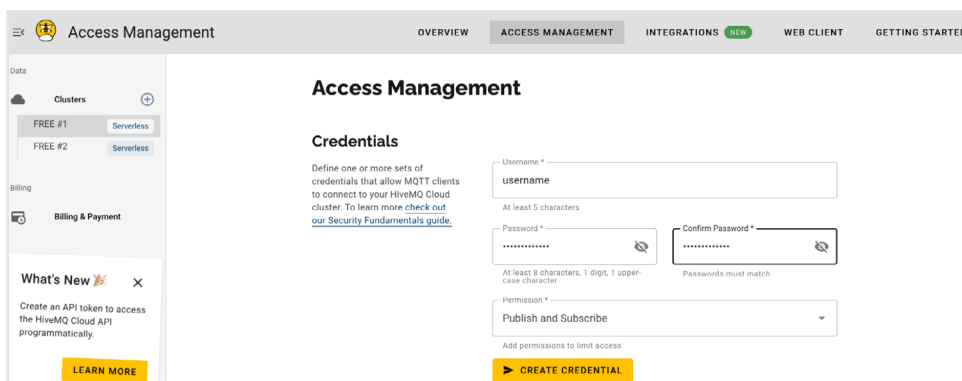 Access Management
OVERVIEW
ACCESS MANAGEMENT
INTEGRATIONS NEW
WEB CLIENT
GETTING STARTE
Data
Clusters
FREE #1 Serverless
FREE #2 Serverless
Billing
Billing & Payment
What's New
Create an API token to access
the HiveMQ Cloud API
programmatically.
LEARN MORE
Access Management
Credentials
Define one or more sets of
credentials that allow MQTT clients
to connect to your HiveMQ Cloud
cluster. To learn more check out
our Security Fundamentals guide.
Username *
username
At least 5 characters
Password *
•••••••••••••
At least 8 characters, 1 digit, 1 upper-
case character
Confirm Password *
•••••••••••••
Passwords must match
Permission *
Publish and Subscribe
Add permissions to limit access
CREATE CREDENTIAL